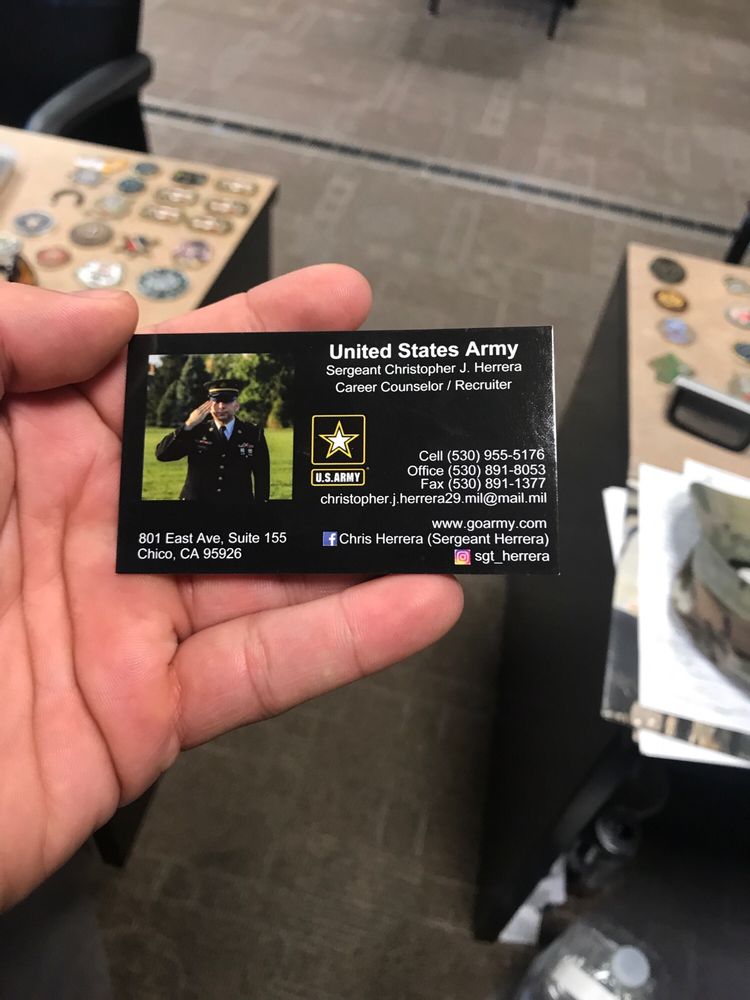 United States Army
Sergeant Christopher J. Herrera
Career Counselor / Recruiter
U.S.ARMY
Cell (530) 955-5176
Office (530) 891-8053
Fax (530) 891-1377
christopher.j.herrera29.mil@mail.mil
www.goarmy.com
Chris Herrera (Sergeant Herrera)
sgt_herrera
801 East Ave, Suite 155
Chico, CA 95926